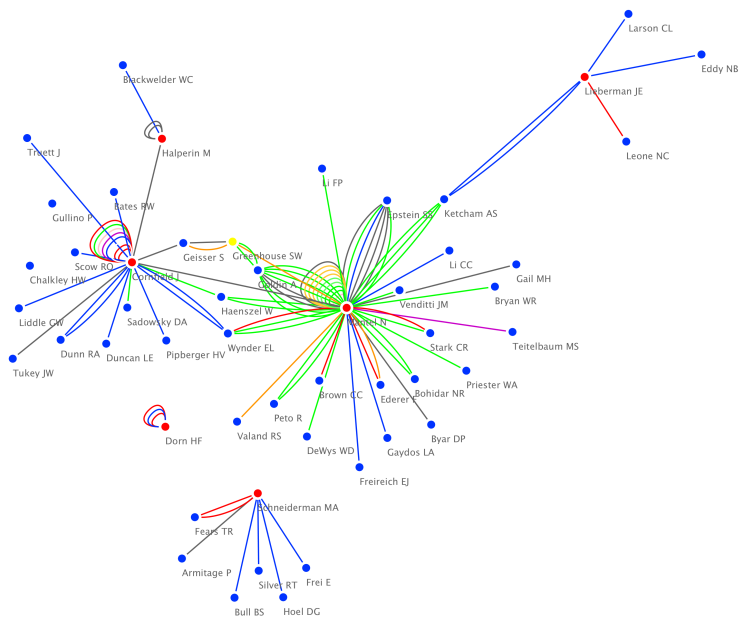 Larson CL
Eddy NB
Blackwelder WC
Lieberman JE
Truett J
Halperin M
Leone NC
Li FP
Bates RW
Gullino P
Epstein SS
Ketcham AS
Geisser S
Greenhouse SW
Scow RO
Cornfield J
Li CC
Chalkley HW
Goldin A
Gail MH
Venditti JM
Bryan WR
Haenszel W
Liddle GW
Sadowsky DA
Mantel N
Teitelbaum MS
Dunn RA
Duncan LE
Pipberger HV
Wynder EL
Stark CR
Tukey JW
Priester WA
Brown CC
Ederer F
Bohidar NR
Peto R
Valand RS
Byar DP
Dorn HF
DeWys WD
Gaydos LA
Freireich EJ
Schneiderman MA
Fears TR
Armitage P
Silver RT
Frei E
Bull BS
Hoel DG